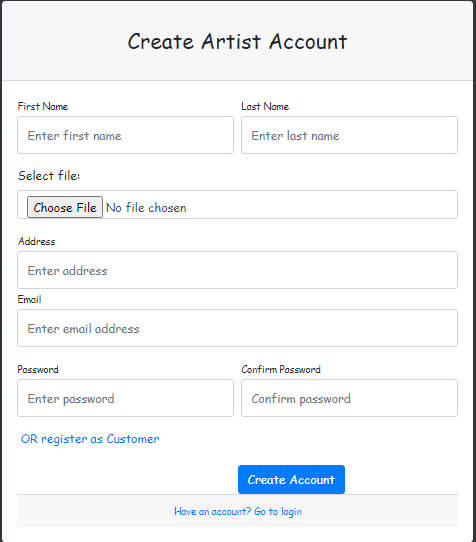 Create Artist Account
First Name Last Name
Enter first name Enter last name
Select file:
Choose File No file chosen
Address
Enter address
Email
Enter email address
Password Confirm Password
Enter password Confirm password
OR register as Customer
Create Account
Have an account? Go to login